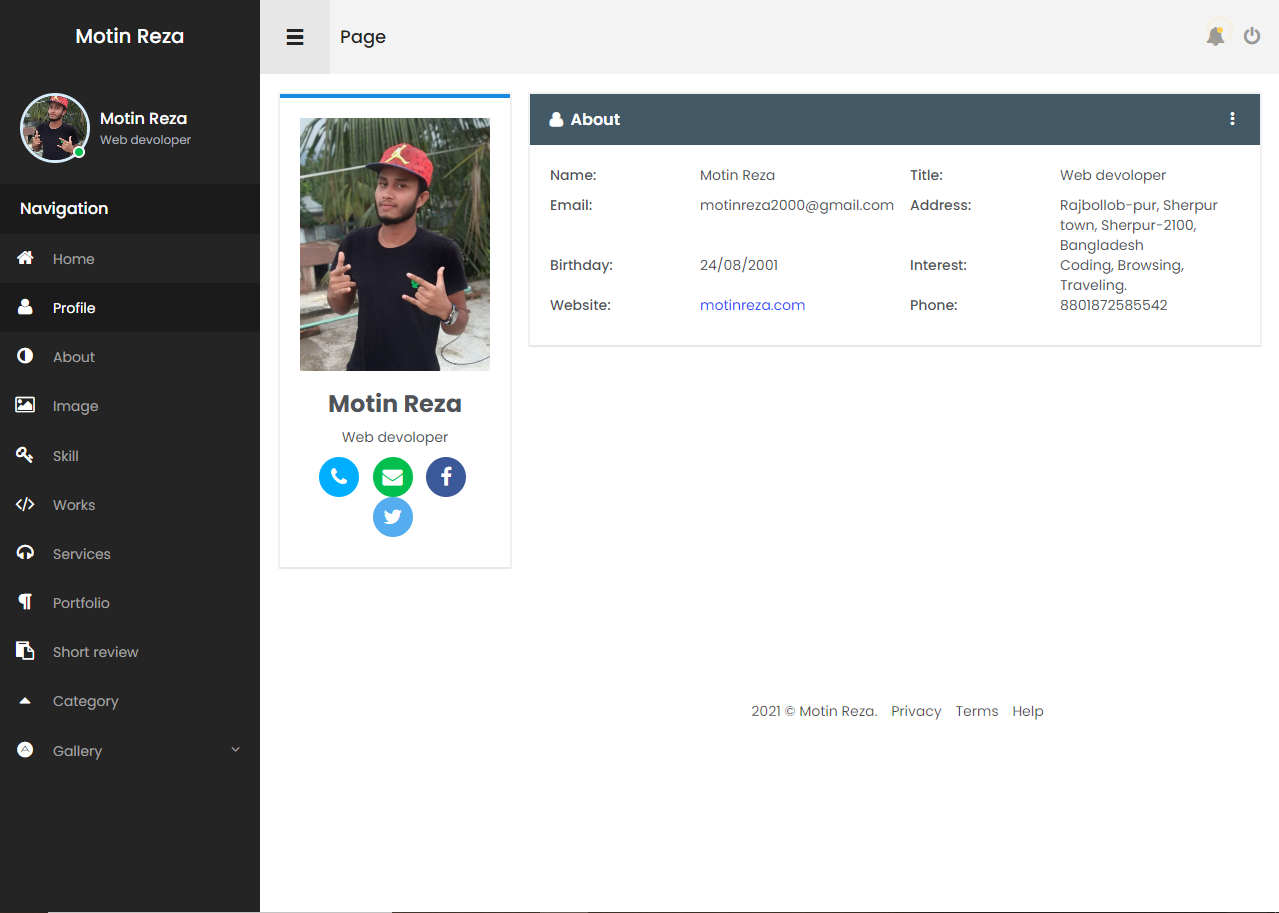 Motin Reza
Page
Motin Reza
Web devoloper
Navigation
Home
Profile
About
Image
Skill
Works
Services
Portfolio
Short review
Category
Gallery
Motin Reza
Web devoloper
About
Name: Motin Reza Title: Web devoloper
Email: motinreza2000@gmail.com Address: Rajbollob-pur, Sherpur
town, Sherpur-2100,
Bangladesh
Birthday: 24/08/2001 Interest: Coding, Browsing,
Traveling.
Website: motinreza.com Phone: 8801872585542
2021 © Motin Reza. Privacy Terms Help